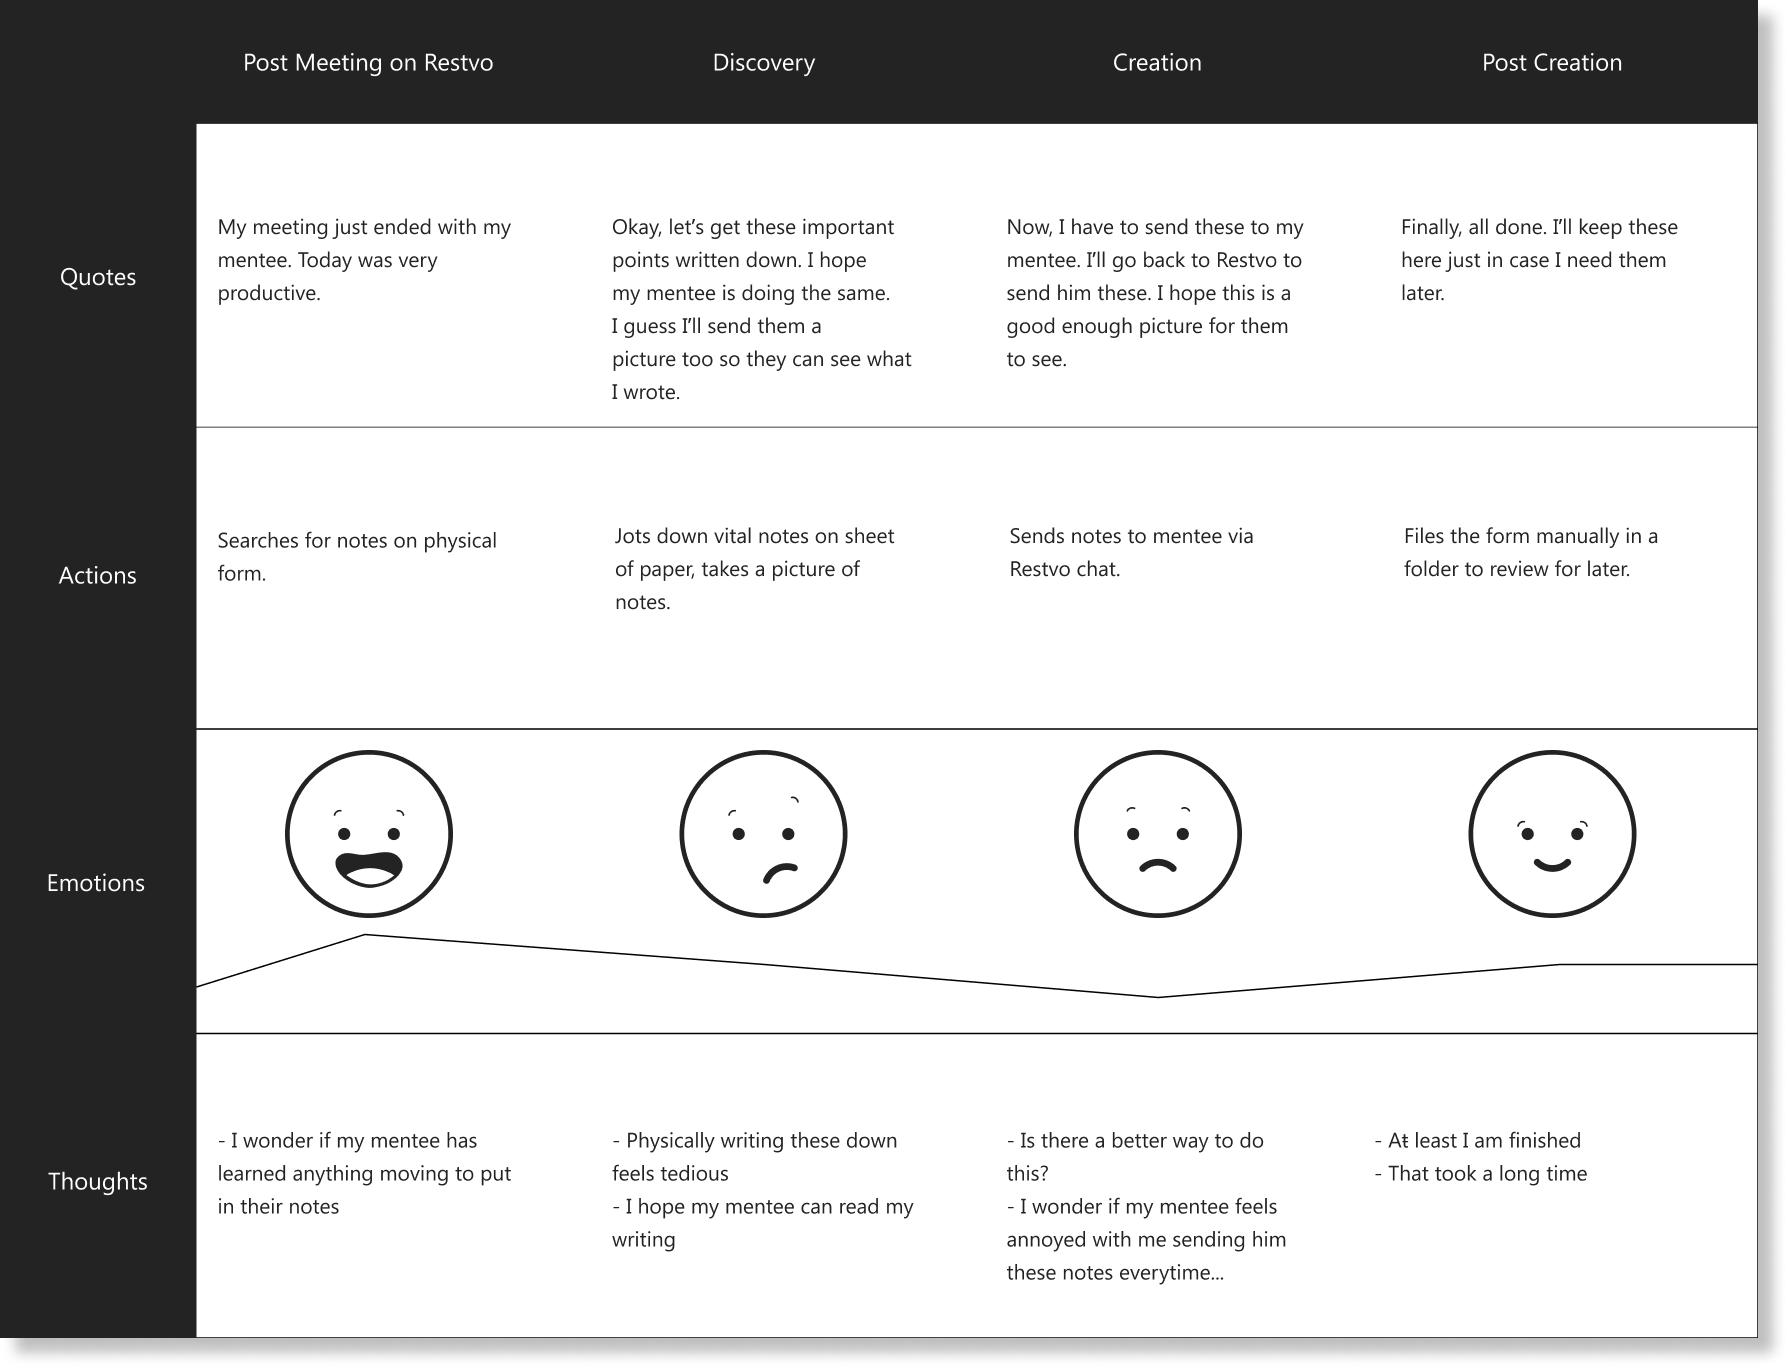 Post Meeting on Restvo
Discovery
Creation
Post Creation
Quotes
My meeting just ended with my
mentee. Today was very
productive.
Okay, let’s get these important
points written down. I hope
my mentee is doing the same.
I guess I’ll send them a
picture too so they can see what
I wrote.
Now, I have to send these to my
mentee. I’ll go back to Restvo to
send him these. I hope this is a
good enough picture for them
to see.
Finally, all done. I’ll keep these
here just in case I need them
later.
Actions
Searches for notes on physical
form.
Jots down vital notes on sheet
of paper, takes a picture of
notes.
Sends notes to mentee via
Restvo chat.
Files the form manually in a
folder to review for later.
Emotions
Thoughts
- I wonder if my mentee has
learned anything moving to put
in their notes
- Physically writing these down
feels tedious
- I hope my mentee can read my
writing
- Is there a better way to do
this?
- I wonder if my mentee feels
annoyed with me sending him
these notes everytime...
- At least I am finished
- That took a long time